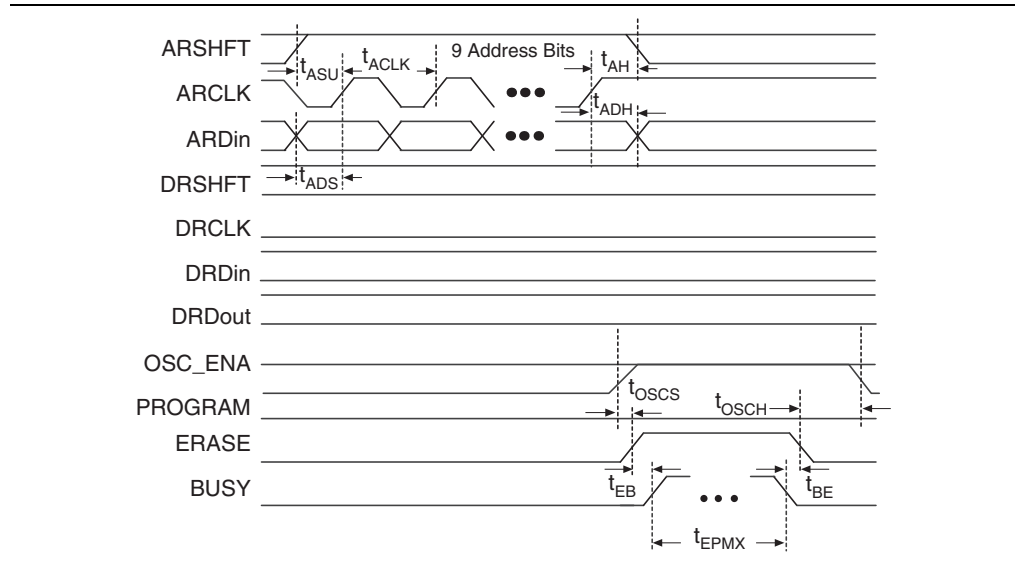 ARSHFT
9 Address Bits
tASU
tACLK
tAH
ARCLK
tADH
ARDin
tADS
DRSHFT
DRCLK
DRDin
DRDout
OSC_ENA
tOSCS
tOSCH
PROGRAM
ERASE
tEB
tBE
BUSY
tEPMX